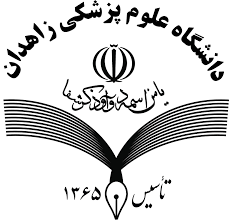 دانشگاه علوم پزشکی زاهدان
یا من اسمه دواء و ذکره شفاء
تأسیس ۱۳۶۵